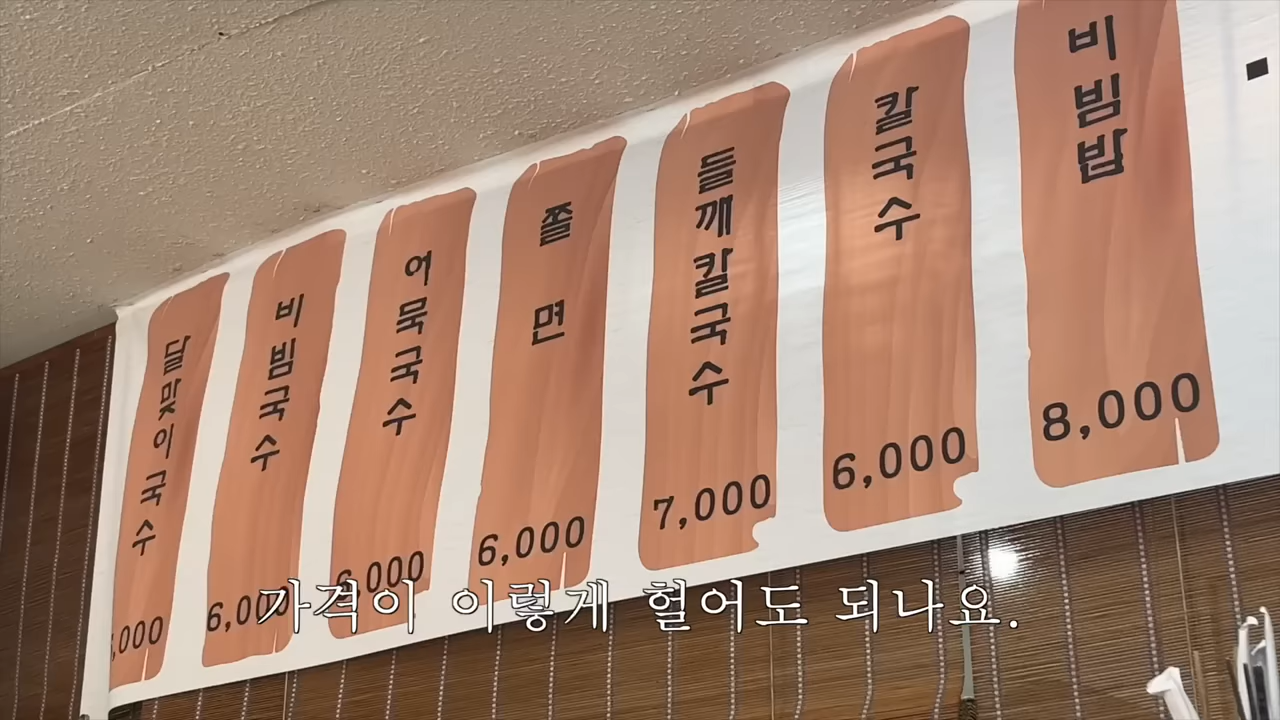 달맞이국수
,000
비빔국수
6,000
어묵국수
6,000
쫄면
6,000
들깨칼국수
7,000
칼국수
6,000
비빔밥
8,000
가격이 이렇게 헐어도 되나요.